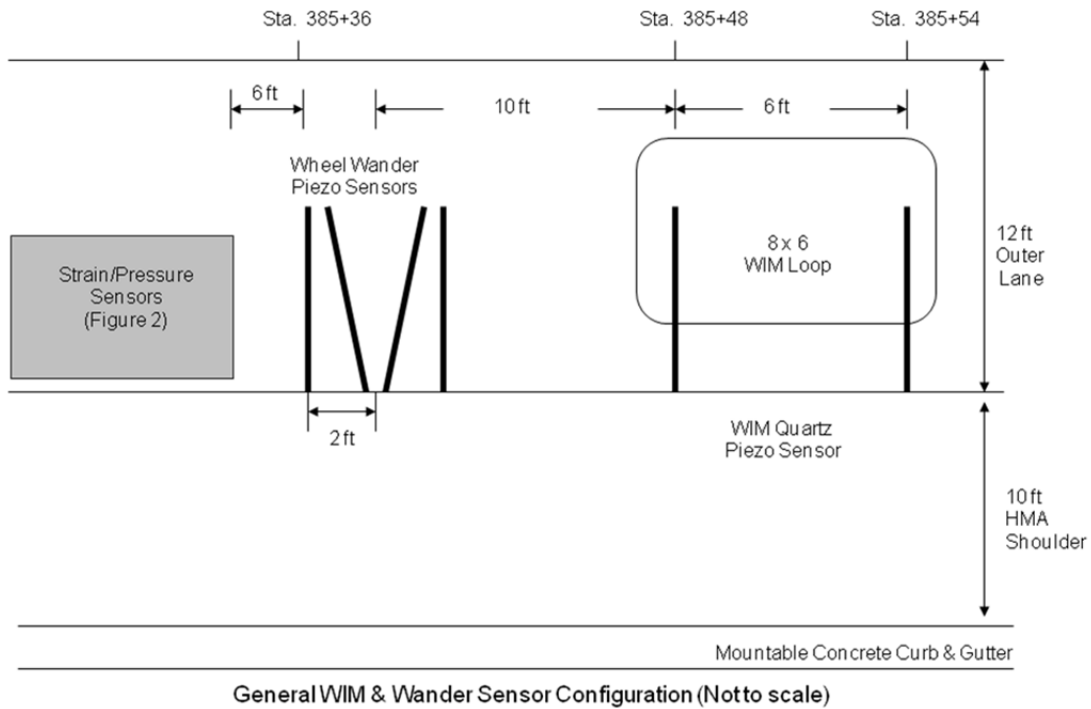 Sta. 385+36
Sta. 385+48
Sta. 385+54
6 ft
10 ft
6 ft
Wheel Wander
Piezo Sensors
8 x 6
WIM Loop
12 ft
Outer
Lane
Strain/Pressure
Sensors
(Figure 2)
2 ft
WIM Quartz
Piezo Sensor
10 ft
HMA
Shoulder
Mountable Concrete Curb & Gutter
General WIM & Wander Sensor Configuration (Not to scale)